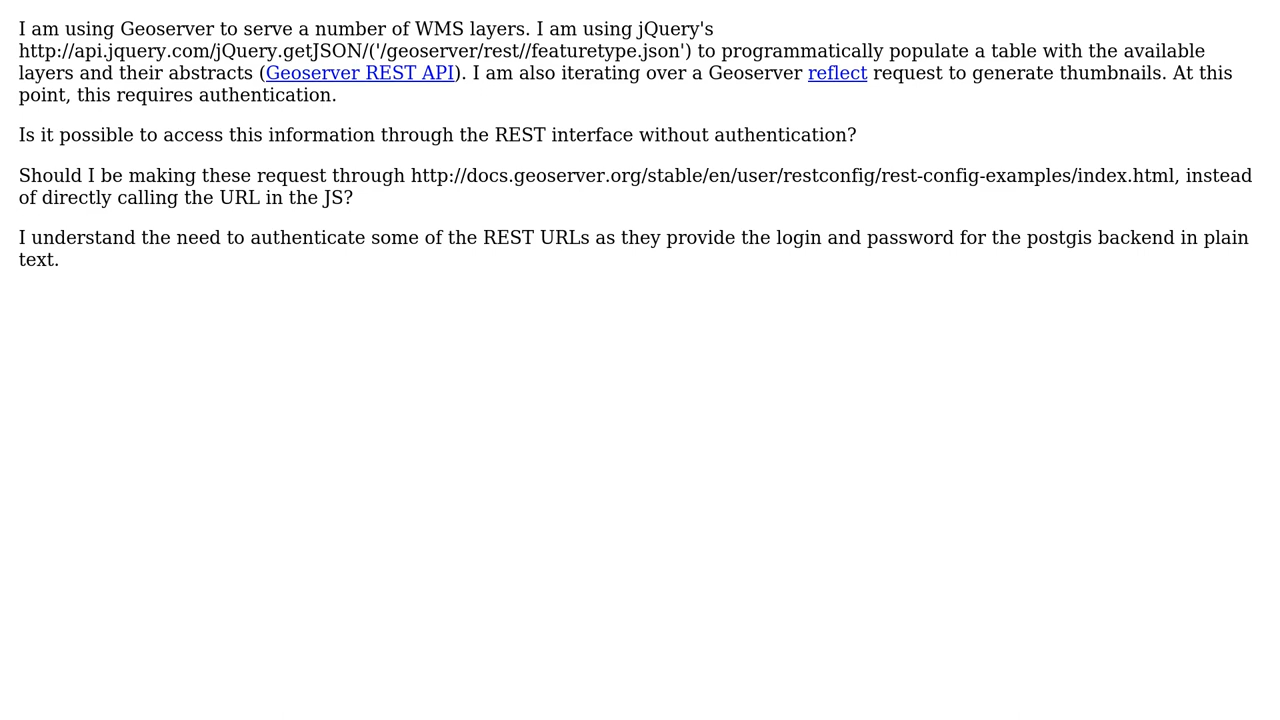 I am using Geoserver to serve a number of WMS layers. I am using jQuery's
http://api.jquery.com/jQuery.getJSON/('/geoserver/rest//featuretype.json') to programmatically populate a table with the available
layers and their abstracts (Geoserver REST API). I am also iterating over a Geoserver reflect request to generate thumbnails. At this
point, this requires authentication.
Is it possible to access this information through the REST interface without authentication?
Should I be making these request through http://docs.geoserver.org/stable/en/user/restconfig/rest-config-examples/index.html, instead
of directly calling the URL in the JS?
I understand the need to authenticate some of the REST URLs as they provide the login and password for the postgis backend in plain
text.